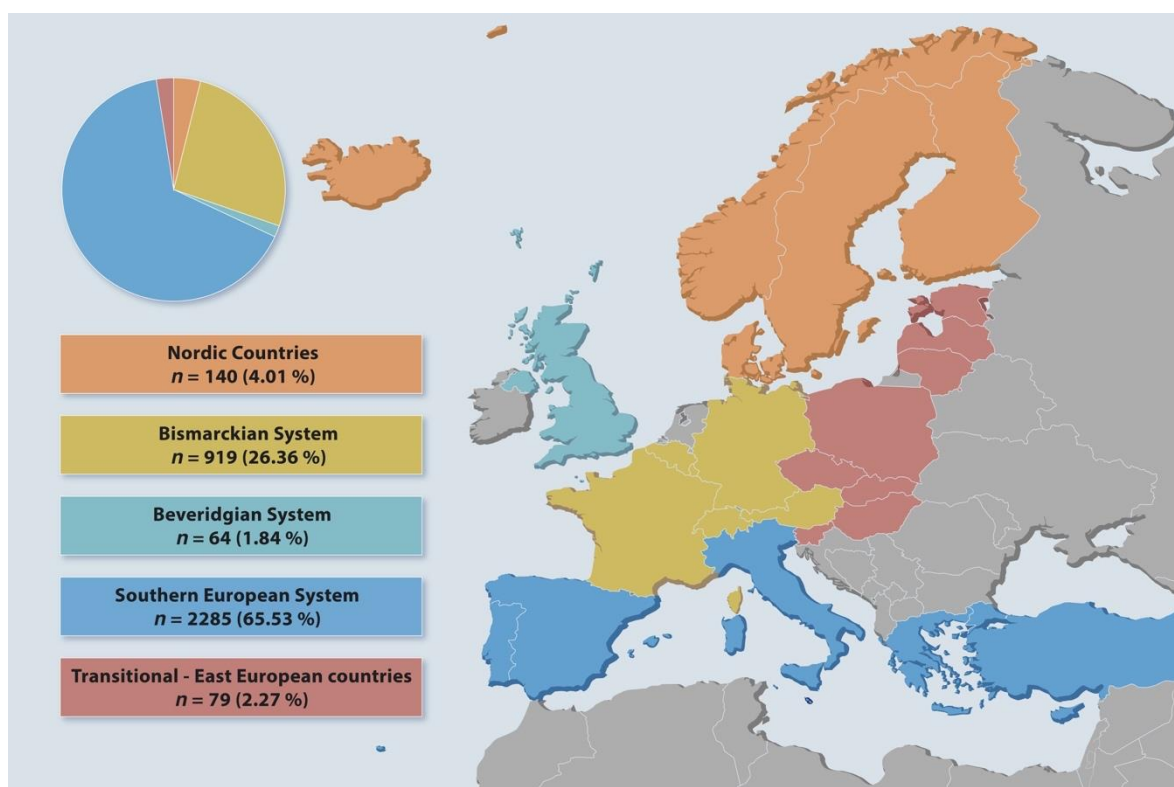 Nordic Countries
n = 140 (4.01 %)
Bismarckian System
n = 919 (26.36 %)
Beveridgian System
n = 64 (1.84 %)
Southern European System
n = 2285 (65.53 %)
Transitional - East European countries
n = 79 (2.27 %)